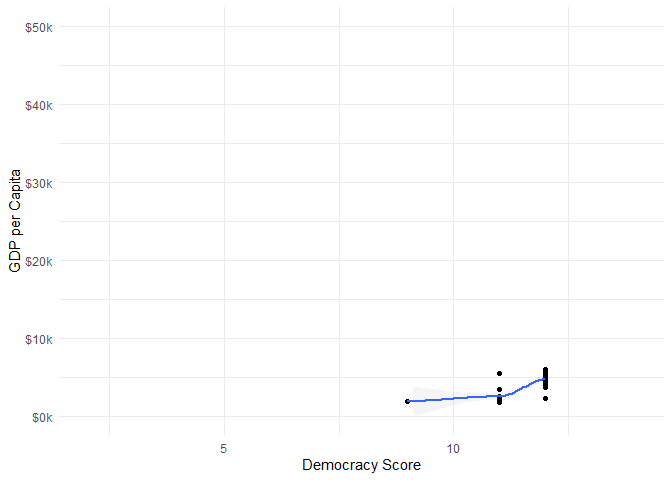 $50k
$40k
$30k
$20k
$10k
$0k
GDP per Capita
5 10
Democracy Score